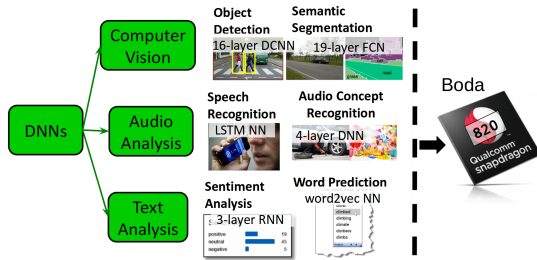 Object
Detection
16-layer DCNN
Semantic
Segmentation
19-layer FCN
Computer
Vision
DNNs
Speech
Recognition
LSTM NN
Audio Concept
Recognition
4-layer DNN
Audio
Analysis
Boda
820
Qualcomm
snapdragon
Sentiment
Analysis
3-layer RNN
positive 19
neutral 45
negative 5
Word Prediction
word2vec NN
climbed
climbing
climate
climbers
climbs
Text
Analysis